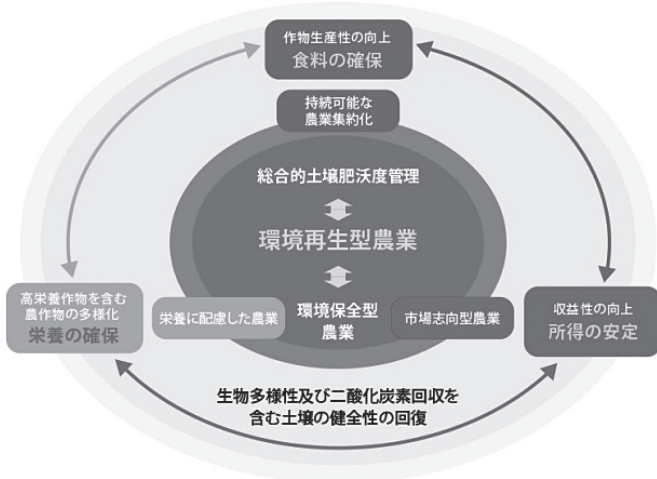 作物生産性の向上
食料の確保
持続可能な
農業集約化
総合的土壌肥沃度管理
環境再生型農業
高栄養作物を含む
農作物の多様化
栄養の確保
栄養に配慮した農業
環境保全型
農業
市場志向型農業
収益性の向上
所得の安定
生物多様性及び二酸化炭素回収を
含む土壌の健全性の回復